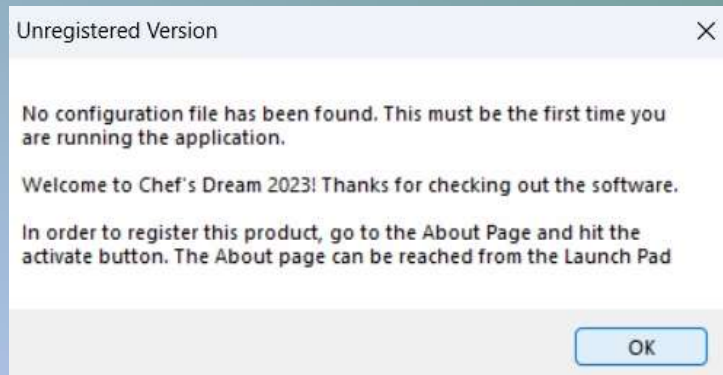 Unregistered Version
No configuration file has been found. This must be the first time you
are running the application.
Welcome to Chef's Dream 2023! Thanks for checking out the software.
In order to register this product, go to the About Page and hit the
activate button. The About page can be reached from the Launch Pad
OK